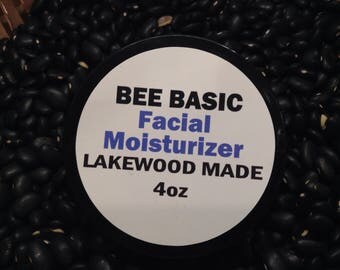 BEE BASIC
Facial
Moisturizer
LAKEWOOD MADE
4oz